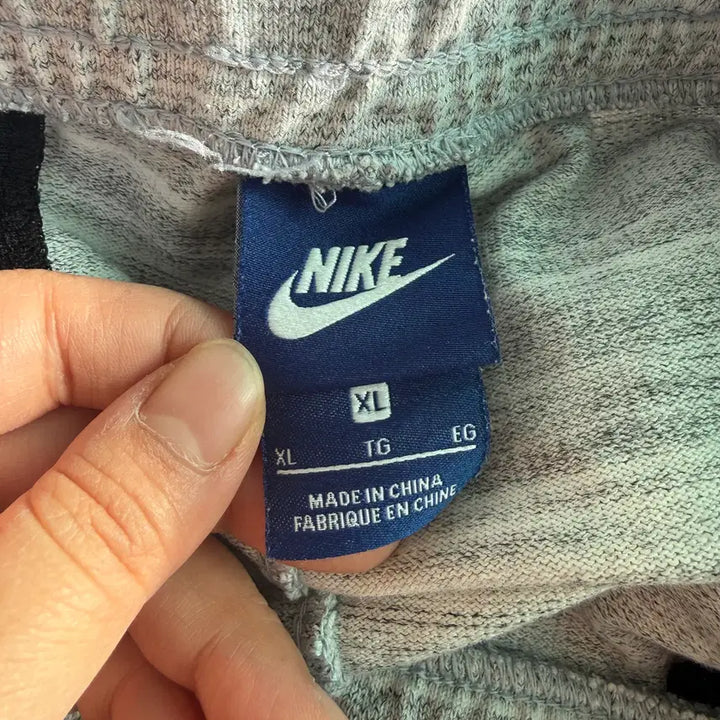 NIKE
XL
XL TG EG
MADE IN CHINA
FABRIQUE EN CHINE